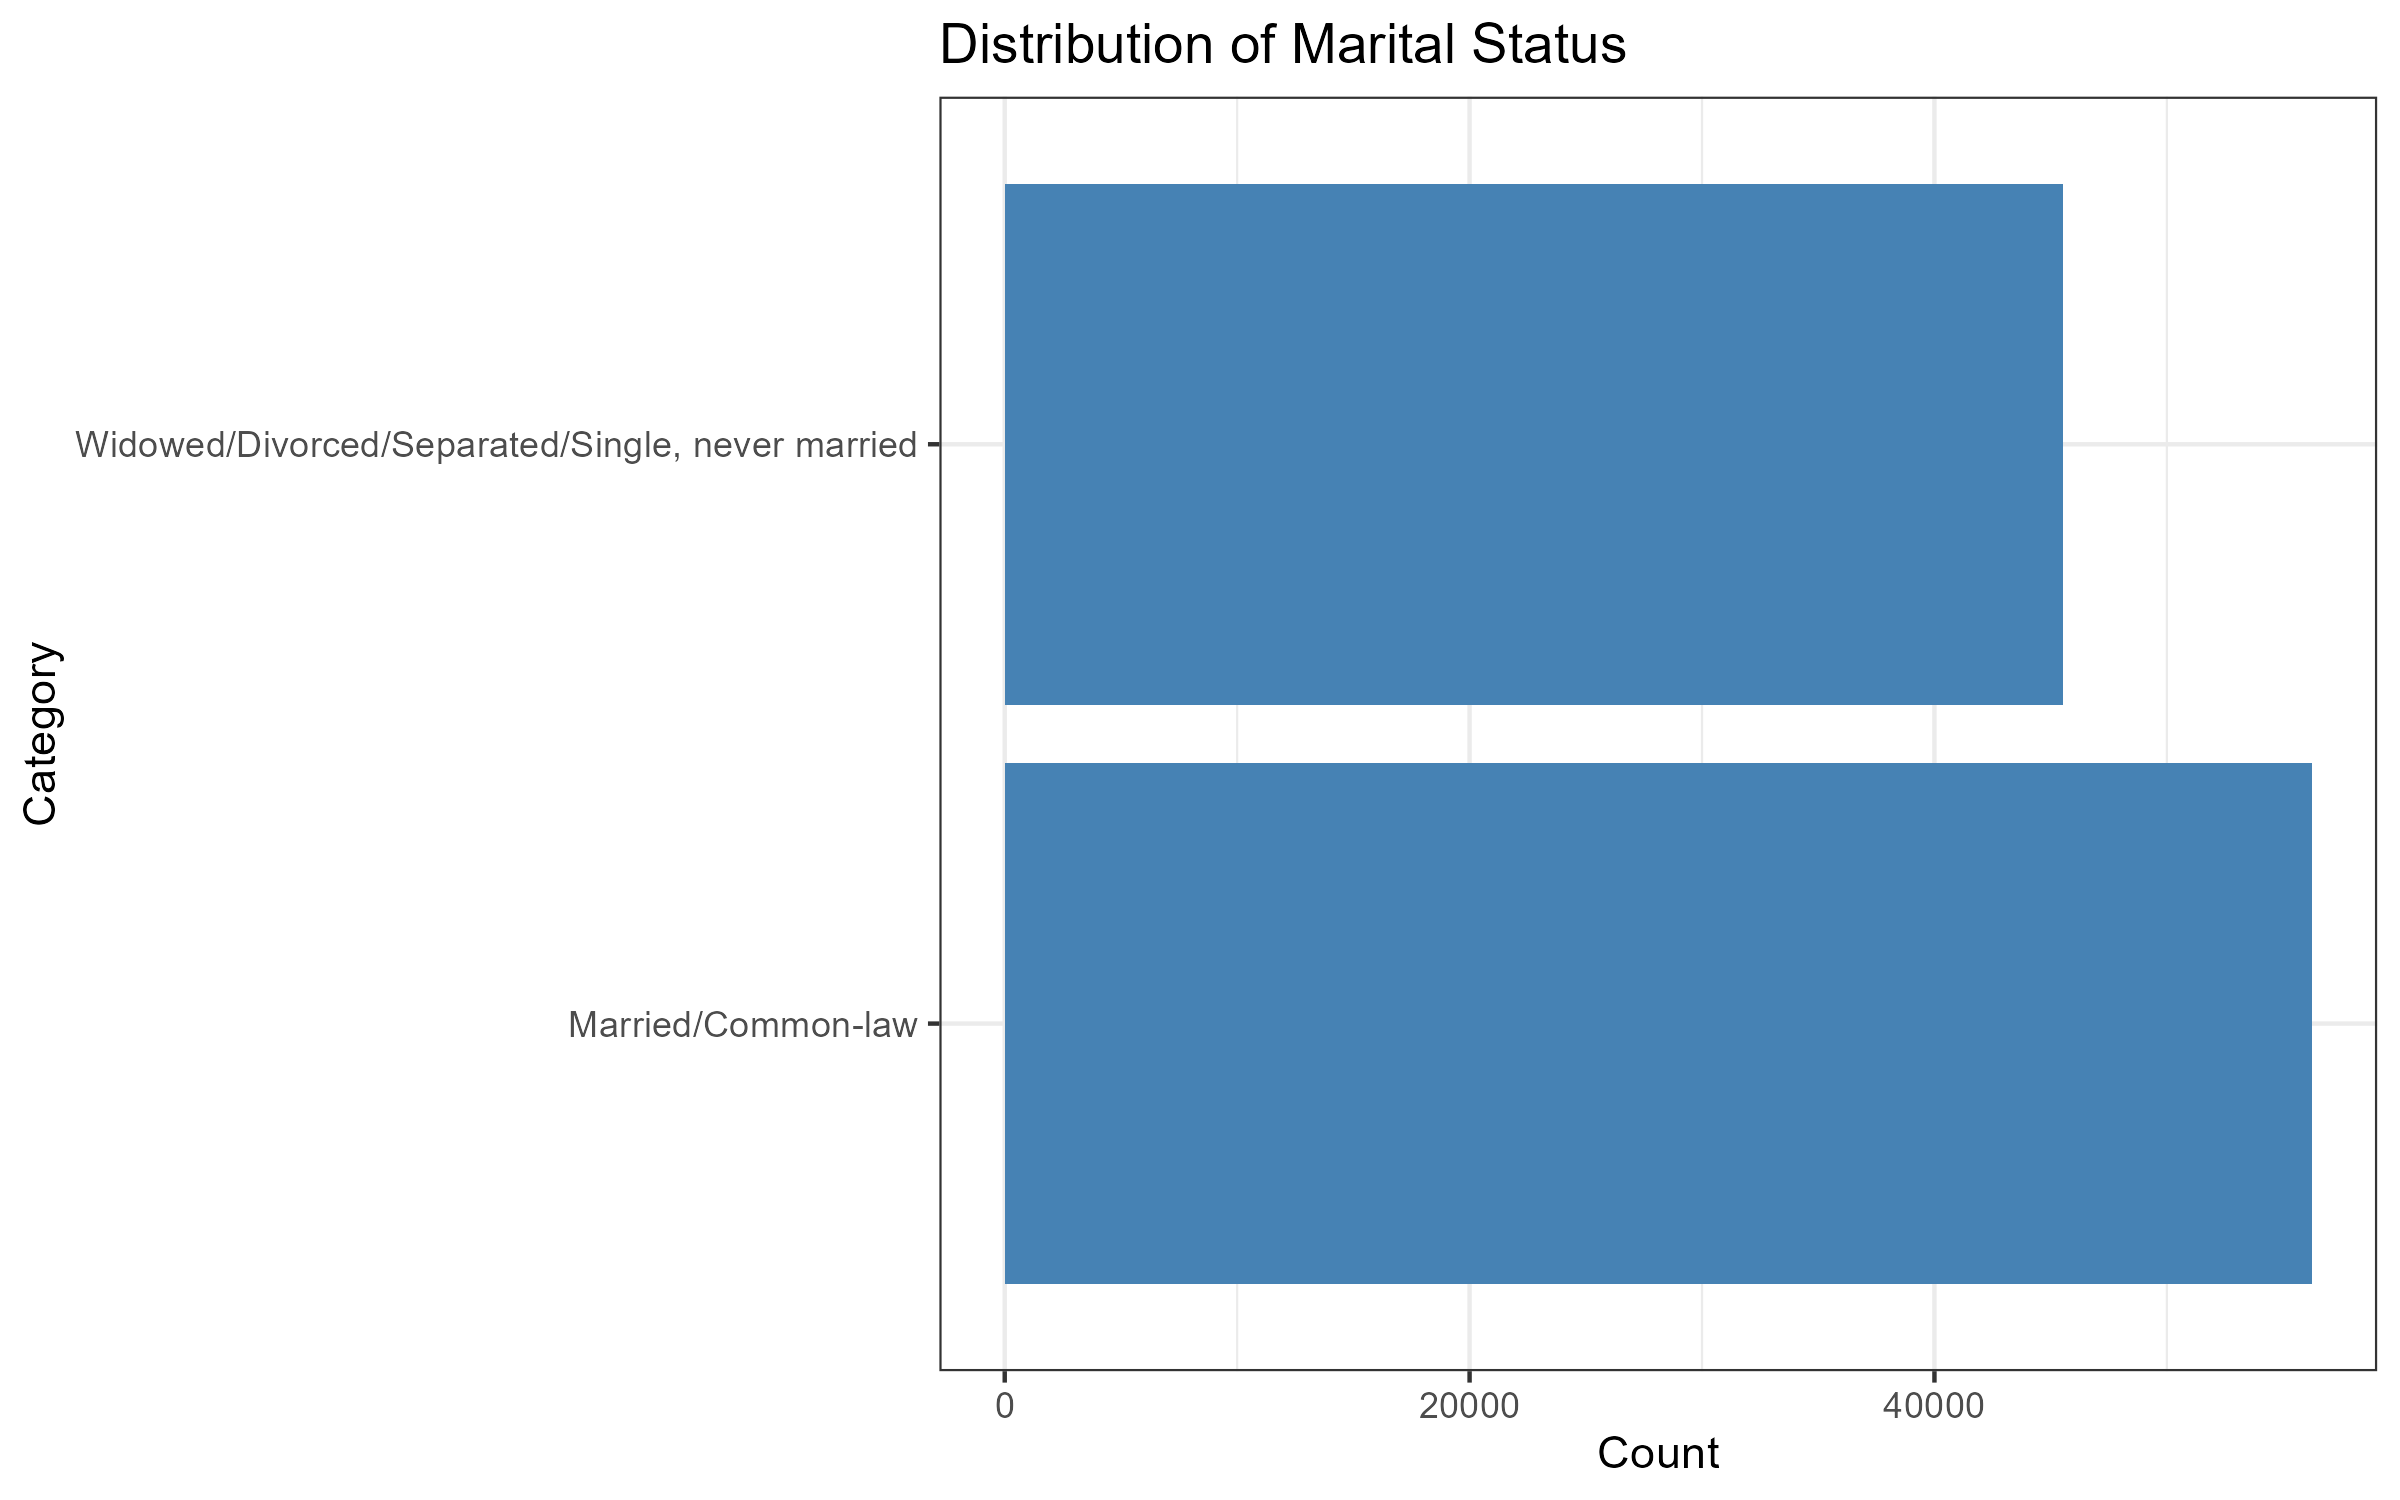 Distribution of Marital Status
Widowed/Divorced/Separated/Single, never married
Category
Married/Common-law
0 20000 40000
Count